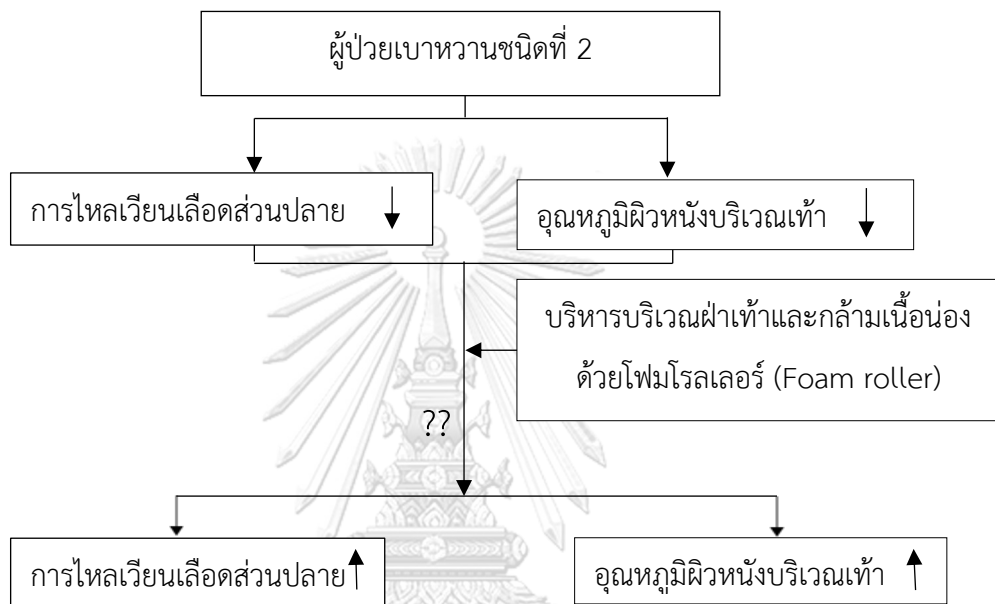 ผู้ป่วยเบาหวานชนิดที่ 2
การไหลเวียนเลือดส่วนปลาย
อุณหภูมิผิวหนังบริเวณเท้า
บริหารบริเวณฝ่าเท้าและกล้ามเนื้อน่อง
ด้วยโฟมโรลเลอร์ (Foam roller)
??
การไหลเวียนเลือดส่วนปลาย
อุณหภูมิผิวหนังบริเวณเท้า